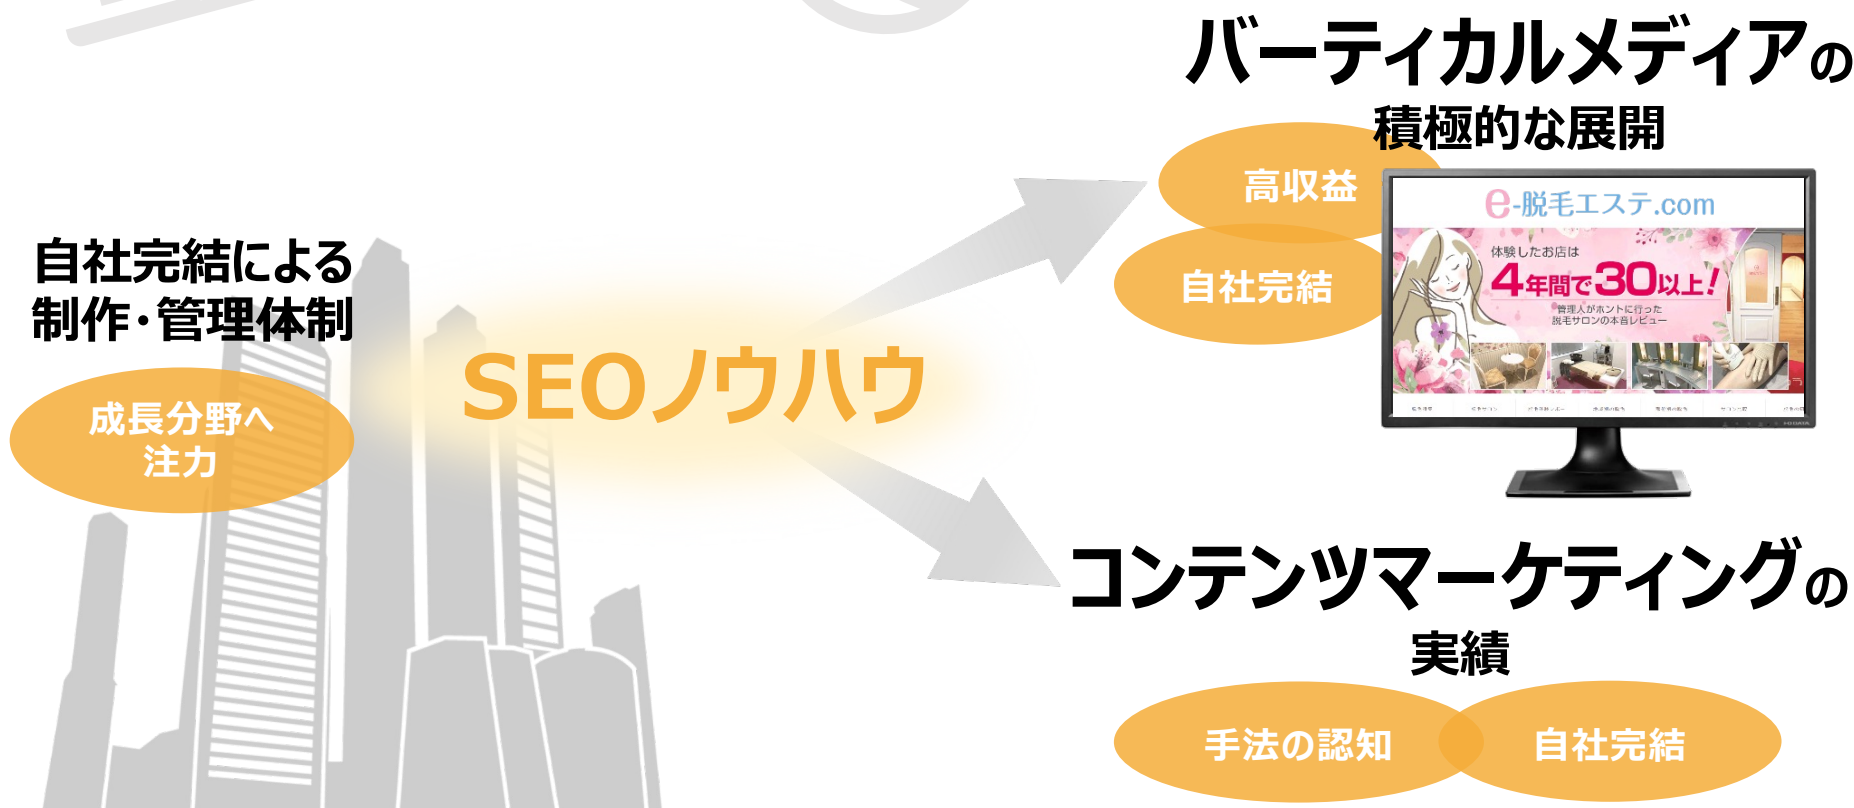 バーティカルメディアの
積極的な展開
高収益
自社完結
e-脱毛エステ.com
体験したお店は
4年間で30以上!
管理人がホントに行った
脱毛サロンの本音レビュー
自社完結による
制作・管理体制
成長分野へ
注力
SEOノウハウ
コンテンツマーケティングの
実績
手法の認知
自社完結